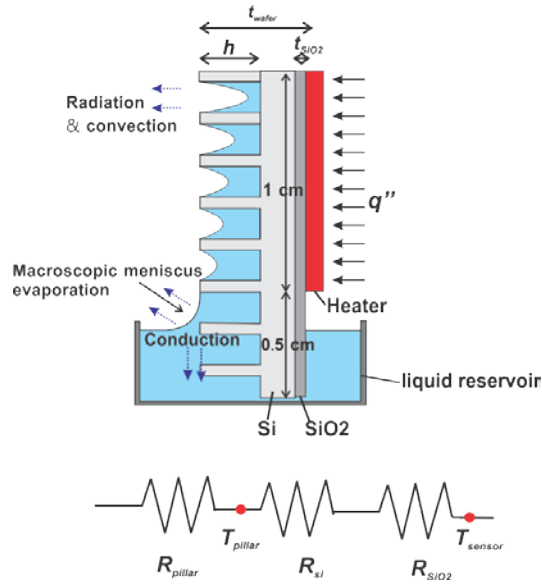 t_wafer
h
t_SiO2
Radiation
& convection
1 cm
q”
Macroscopic meniscus
evaporation
Heater
Conduction
0.5 cm
liquid reservoir
Si
SiO2
T_pillar
T_sensor
R_pillar
R_si
R_SiO2